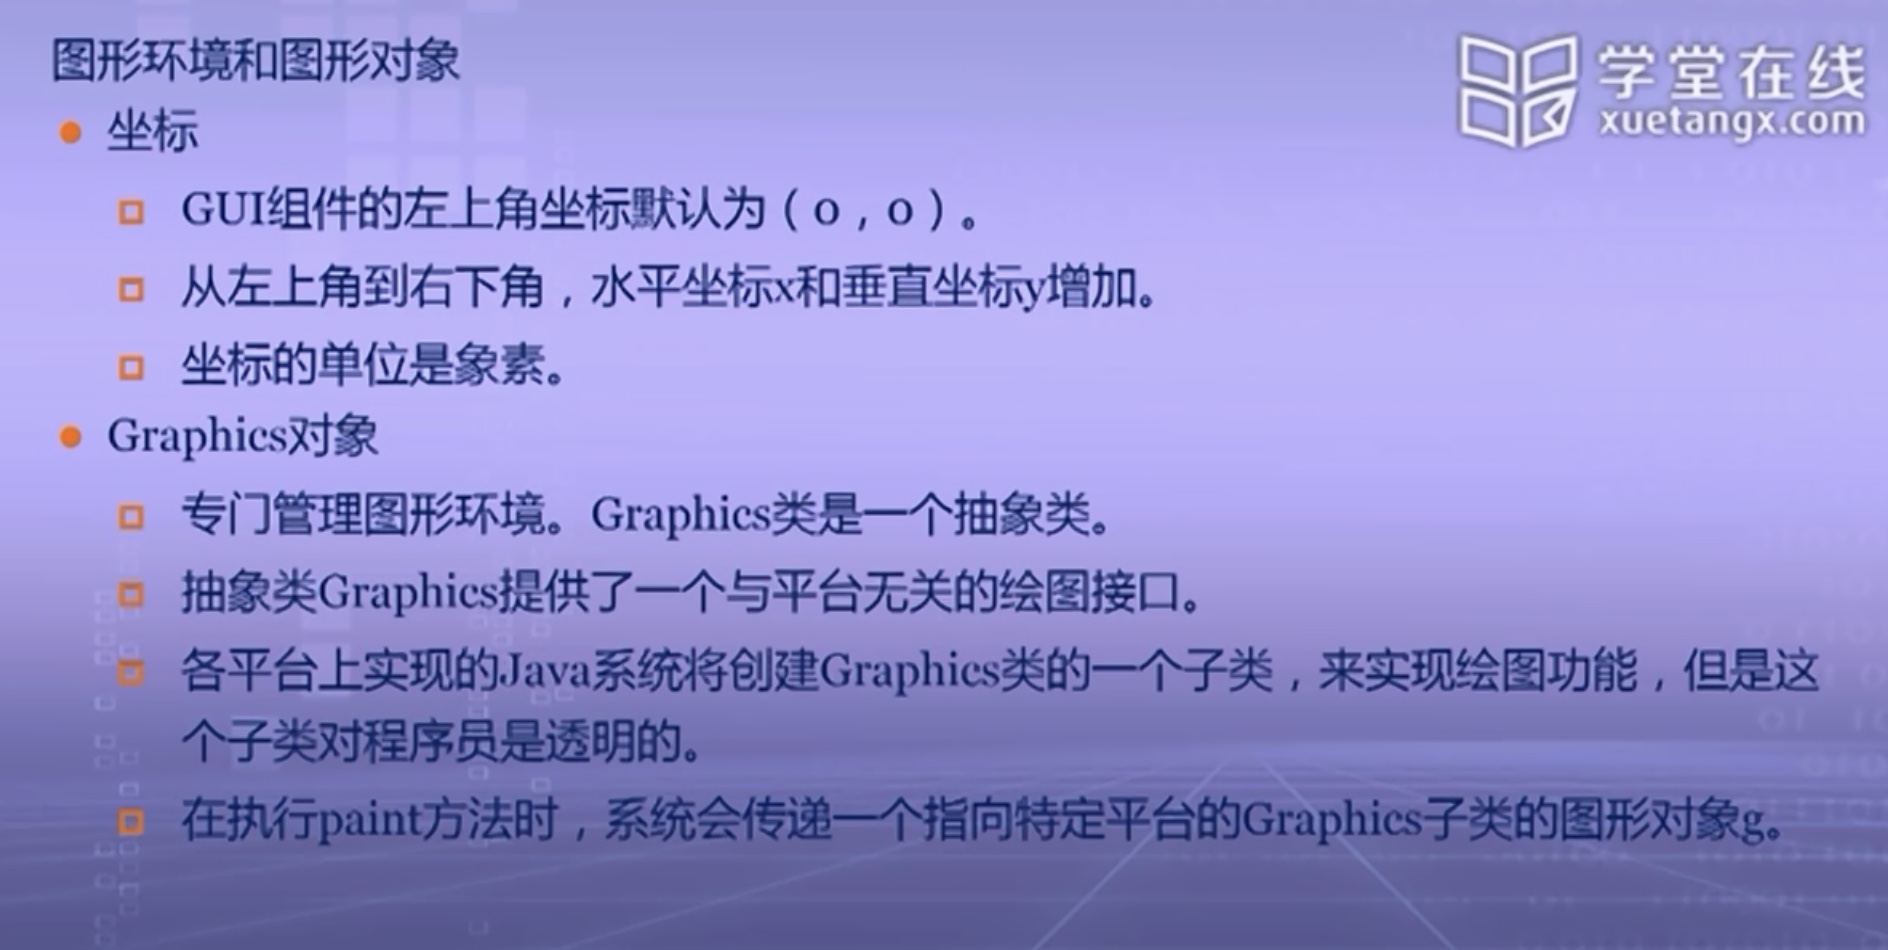 图形环境和图形对象
学堂在线
xuetangx.com
坐标
GUI组件的左上角坐标默认为（0，0）。
从左上角到右下角，水平坐标x和垂直坐标y增加。
坐标的单位是象素。
Graphics对象
专门管理图形环境。Graphics类是一个抽象类。
抽象类Graphics提供了一个与平台无关的绘图接口。
各平台上实现的Java系统将创建Graphics类的一个子类，来实现绘图功能，但是这
个子类对程序员是透明的。
在执行paint方法时，系统会传递一个指向特定平台的Graphics子类的图形对象g。